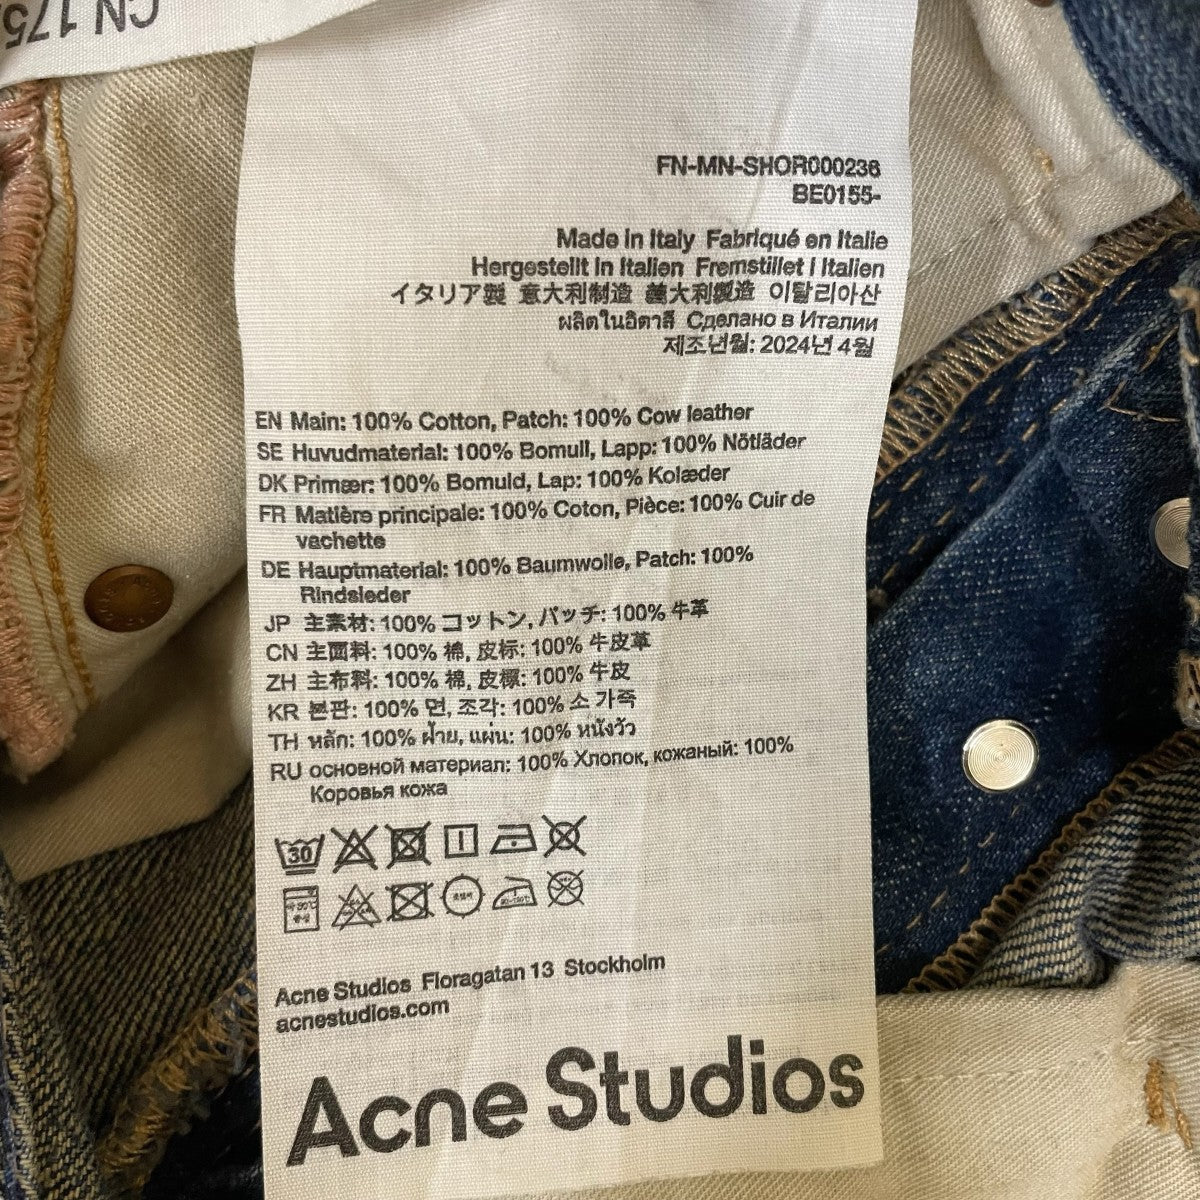 CN 175
FN-MN-SHOR000236
BE0155-
Made in Italy Fabriqué en Italie
Hergestellt in Italien Fremstillet i Italien
イタリア製 意大利制造 義大利製造 이탈리아산
ผลิตในอิตาลี Сделано в Италии
제조년월: 2024년 4월
EN Main: 100% Cotton, Patch: 100% Cow leather
SE Huvudmaterial: 100% Bomull, Lapp: 100% Nötläder
DK Primær: 100% Bomuld, Lap: 100% Kolæder
FR Matière principale: 100% Coton, Pièce: 100% Cuir de
vachette
DE Hauptmaterial: 100% Baumwolle, Patch: 100%
Rindsleder
JP 主素材: 100% コットン, パッチ: 100% 牛革
CN 主面料: 100% 棉, 皮标: 100% 牛皮革
ZH 主布料: 100% 棉, 皮標: 100% 牛皮
KR 본판: 100% 면, 조각: 100% 소 가죽
TH หลัก: 100% ฝ้าย, แผ่น: 100% หนังวัว
RU основной материал: 100% Хлопок, кожаный: 100%
Коровья кожа
30
Acne Studios Floragatan 13 Stockholm
acnestudios.com
Acne Studios